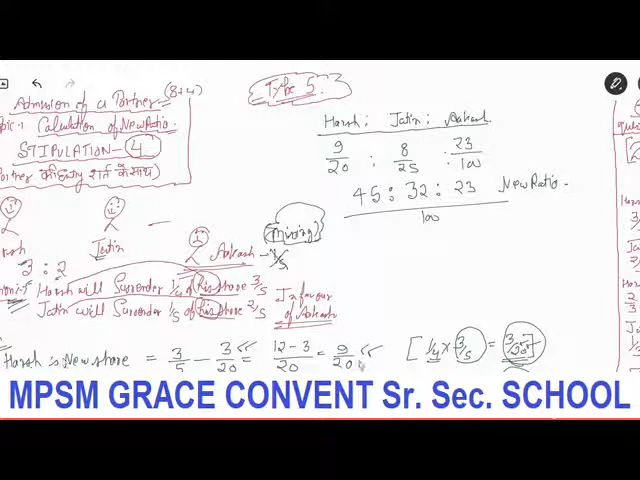 Admission of a Partner (8+4)
Topic-1 Calculation of New Ratio.
STIPULATION - 4
Type 5.
Harsh ; Jatin ; Aakash
9/20 ; 8/25 : 23/100
45 : 32 : 23 New Ratio.
100
(Missing)
Harsh Jatin Aakash
3 : 2
Harsh will Surrender 1/4 of his share 3/5
Jatin will Surrender 1/5 of his share 2/5
In favour
of Aakash
Harsh is New share = 3/5 - 3/20 = 12-3/20 = 9/20 [1/4 x 3/5 = 3/20]
MPSM GRACE CONVENT Sr. Sec. SCHOOL